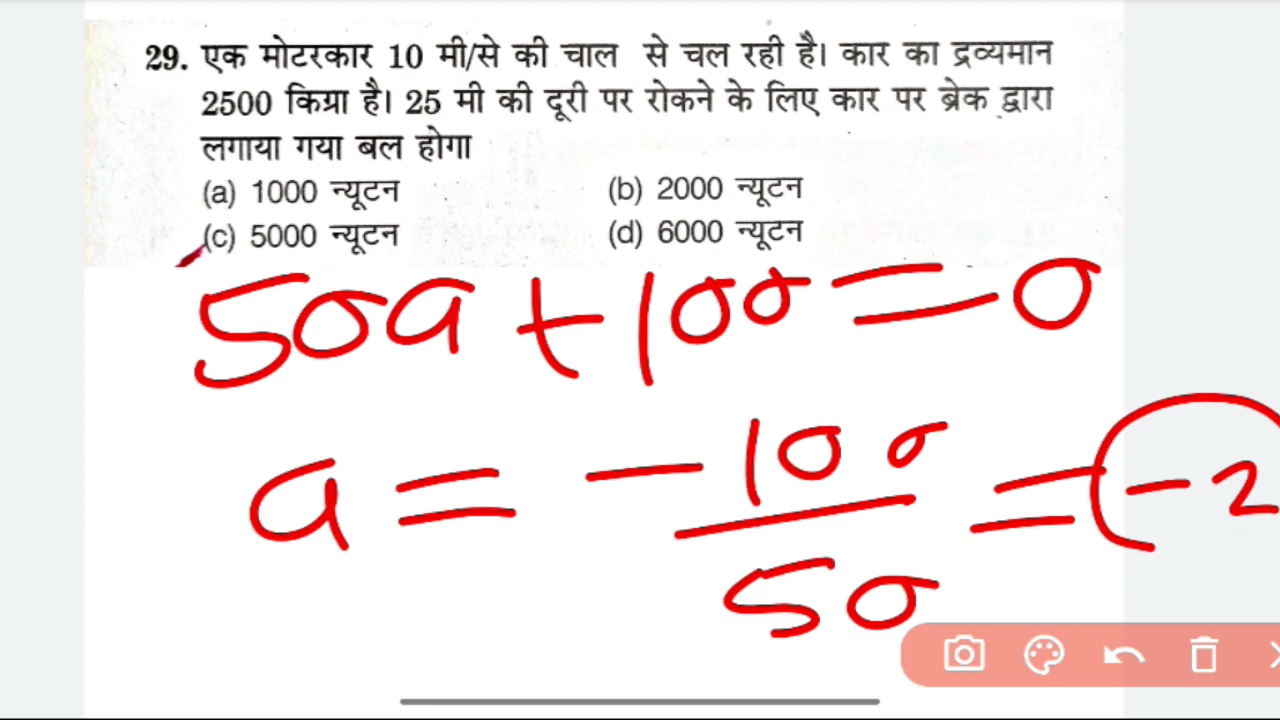 29. एक मोटरकार 10 मी/से की चाल से चल रही है। कार का द्रव्यमान
2500 किग्रा है। 25 मी की दूरी पर रोकने के लिए कार पर ब्रेक द्वारा
लगाया गया बल होगा
(a) 1000 न्यूटन (b) 2000 न्यूटन
(c) 5000 न्यूटन (d) 6000 न्यूटन
50a + 100 = 0
a = -100/50 = -2